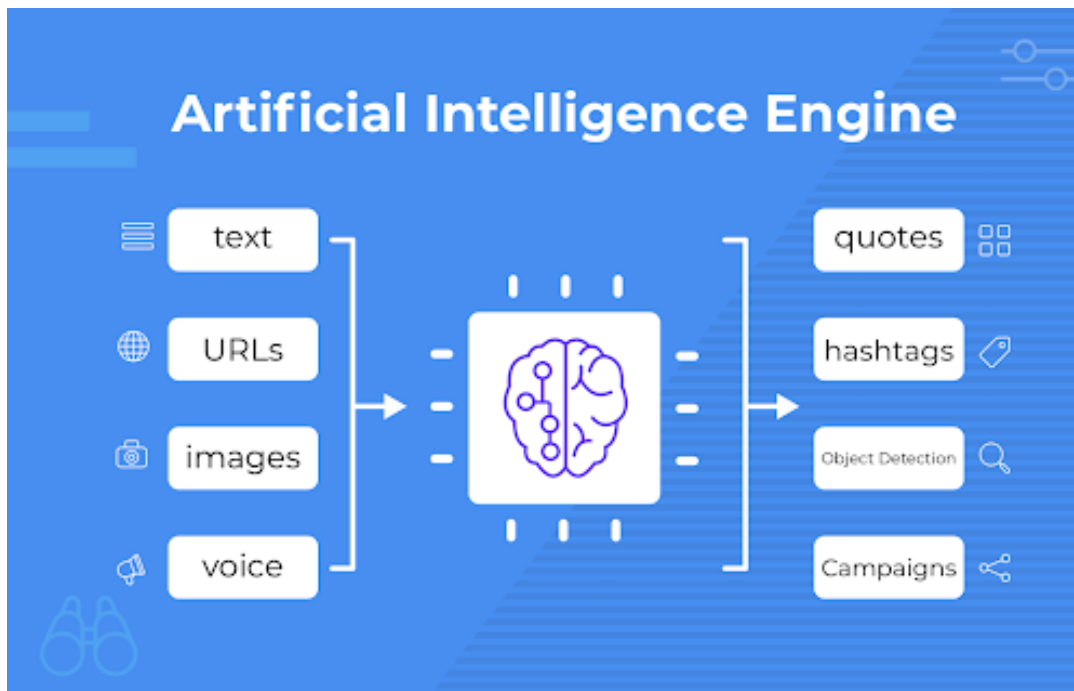 Artificial Intelligence Engine
text
URLs
images
voice
quotes
hashtags
Object Detection
Campaigns